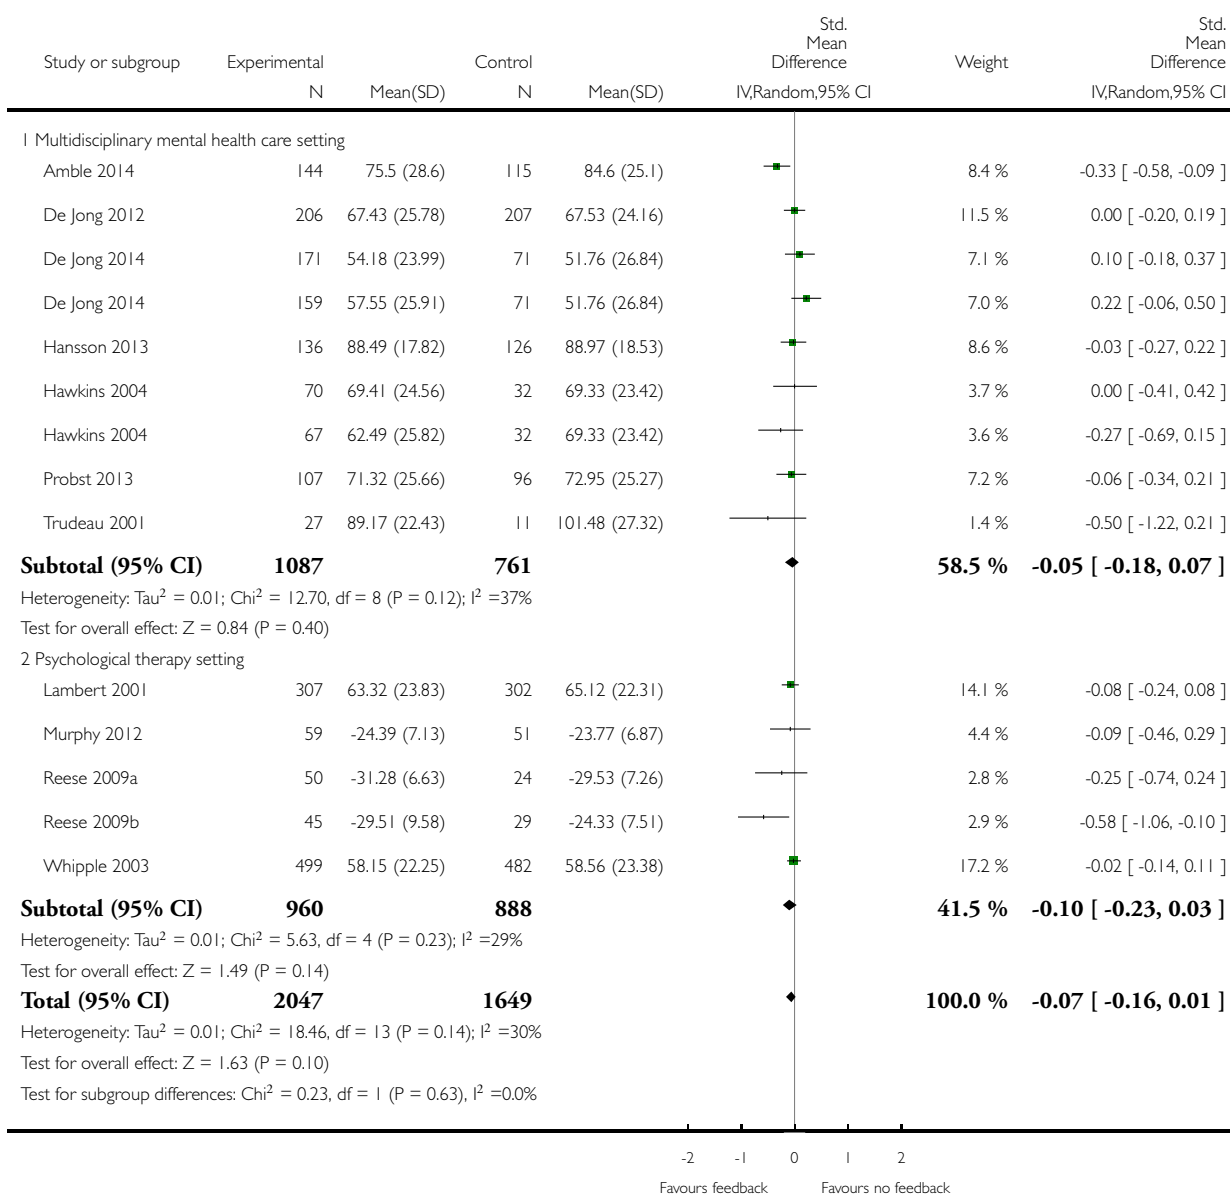 Std.
Mean
Difference
Std.
Mean
Difference
Study or subgroup Experimental Control Weight
N Mean(SD) N Mean(SD) IV,Random,95% CI IV,Random,95% CI
1 Multidisciplinary mental health care setting
Amble 2014 144 75.5 (28.6) 115 84.6 (25.1) 8.4 % -0.33 [ -0.58, -0.09 ]
De Jong 2012 206 67.43 (25.78) 207 67.53 (24.16) 11.5 % 0.00 [ -0.20, 0.19 ]
De Jong 2014 171 54.18 (23.99) 71 51.76 (26.84) 7.1 % 0.10 [ -0.18, 0.37 ]
De Jong 2014 159 57.55 (25.91) 71 51.76 (26.84) 7.0 % 0.22 [ -0.06, 0.50 ]
Hansson 2013 136 88.49 (17.82) 126 88.97 (18.53) 8.6 % -0.03 [ -0.27, 0.22 ]
Hawkins 2004 70 69.41 (24.56) 32 69.33 (23.42) 3.7 % 0.00 [ -0.41, 0.42 ]
Hawkins 2004 67 62.49 (25.82) 32 69.33 (23.42) 3.6 % -0.27 [ -0.69, 0.15 ]
Probst 2013 107 71.32 (25.66) 96 72.95 (25.27) 7.2 % -0.06 [ -0.34, 0.21 ]
Trudeau 2001 27 89.17 (22.43) 11 101.48 (27.32) 1.4 % -0.50 [ -1.22, 0.21 ]
Subtotal (95% CI) 1087 761 58.5 % -0.05 [ -0.18, 0.07 ]
Heterogeneity: Tau² = 0.01; Chi² = 12.70, df = 8 (P = 0.12); I² =37%
Test for overall effect: Z = 0.84 (P = 0.40)
2 Psychological therapy setting
Lambert 2001 307 63.32 (23.83) 302 65.12 (22.31) 14.1 % -0.08 [ -0.24, 0.08 ]
Murphy 2012 59 -24.39 (7.13) 51 -23.77 (6.87) 4.4 % -0.09 [ -0.46, 0.29 ]
Reese 2009a 50 -31.28 (6.63) 24 -29.53 (7.26) 2.8 % -0.25 [ -0.74, 0.24 ]
Reese 2009b 45 -29.51 (9.58) 29 -24.33 (7.51) 2.9 % -0.58 [ -1.06, -0.10 ]
Whipple 2003 499 58.15 (22.25) 482 58.56 (23.38) 17.2 % -0.02 [ -0.14, 0.11 ]
Subtotal (95% CI) 960 888 41.5 % -0.10 [ -0.23, 0.03 ]
Heterogeneity: Tau² = 0.01; Chi² = 5.63, df = 4 (P = 0.23); I² =29%
Test for overall effect: Z = 1.49 (P = 0.14)
Total (95% CI) 2047 1649 100.0 % -0.07 [ -0.16, 0.01 ]
Heterogeneity: Tau² = 0.01; Chi² = 18.46, df = 13 (P = 0.14); I² =30%
Test for overall effect: Z = 1.63 (P = 0.10)
Test for subgroup differences: Chi² = 0.23, df = 1 (P = 0.63), I² =0.0%
-2 -1 0 1 2
Favours feedback Favours no feedback